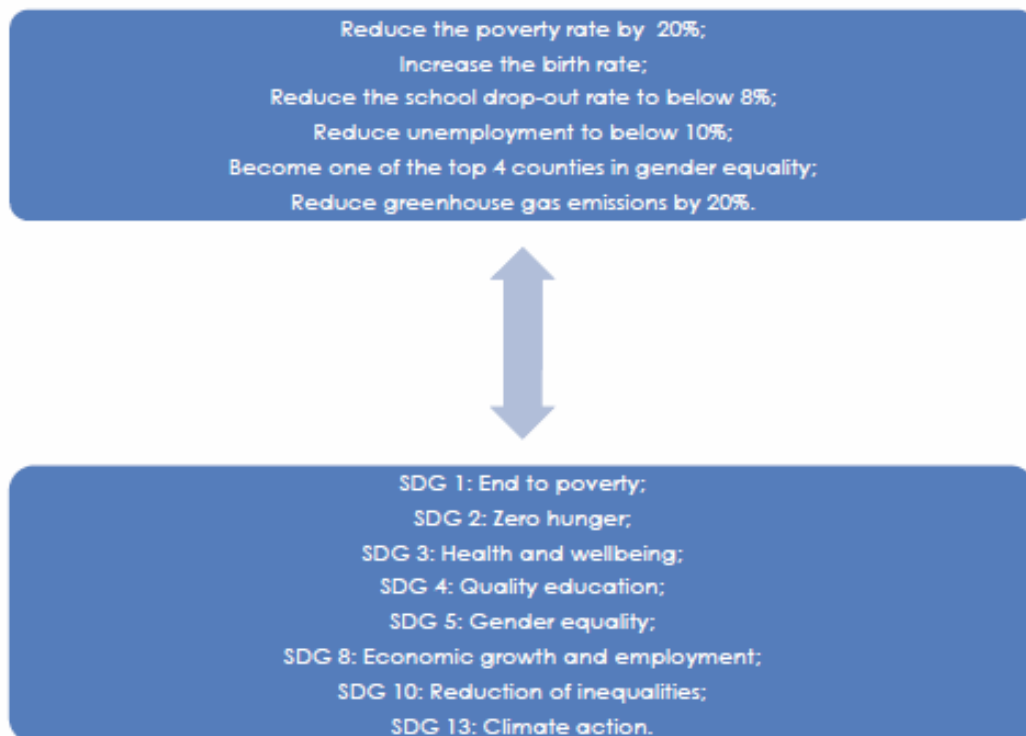 Reduce the poverty rate by 20%;
Increase the birth rate;
Reduce the school drop-out rate to below 8%;
Reduce unemployment to below 10%;
Become one of the top 4 counties in gender equality;
Reduce greenhouse gas emissions by 20%.
SDG 1: End to poverty;
SDG 2: Zero hunger;
SDG 3: Health and wellbeing;
SDG 4: Quality education;
SDG 5: Gender equality;
SDG 8: Economic growth and employment;
SDG 10: Reduction of inequalities;
SDG 13: Climate action.